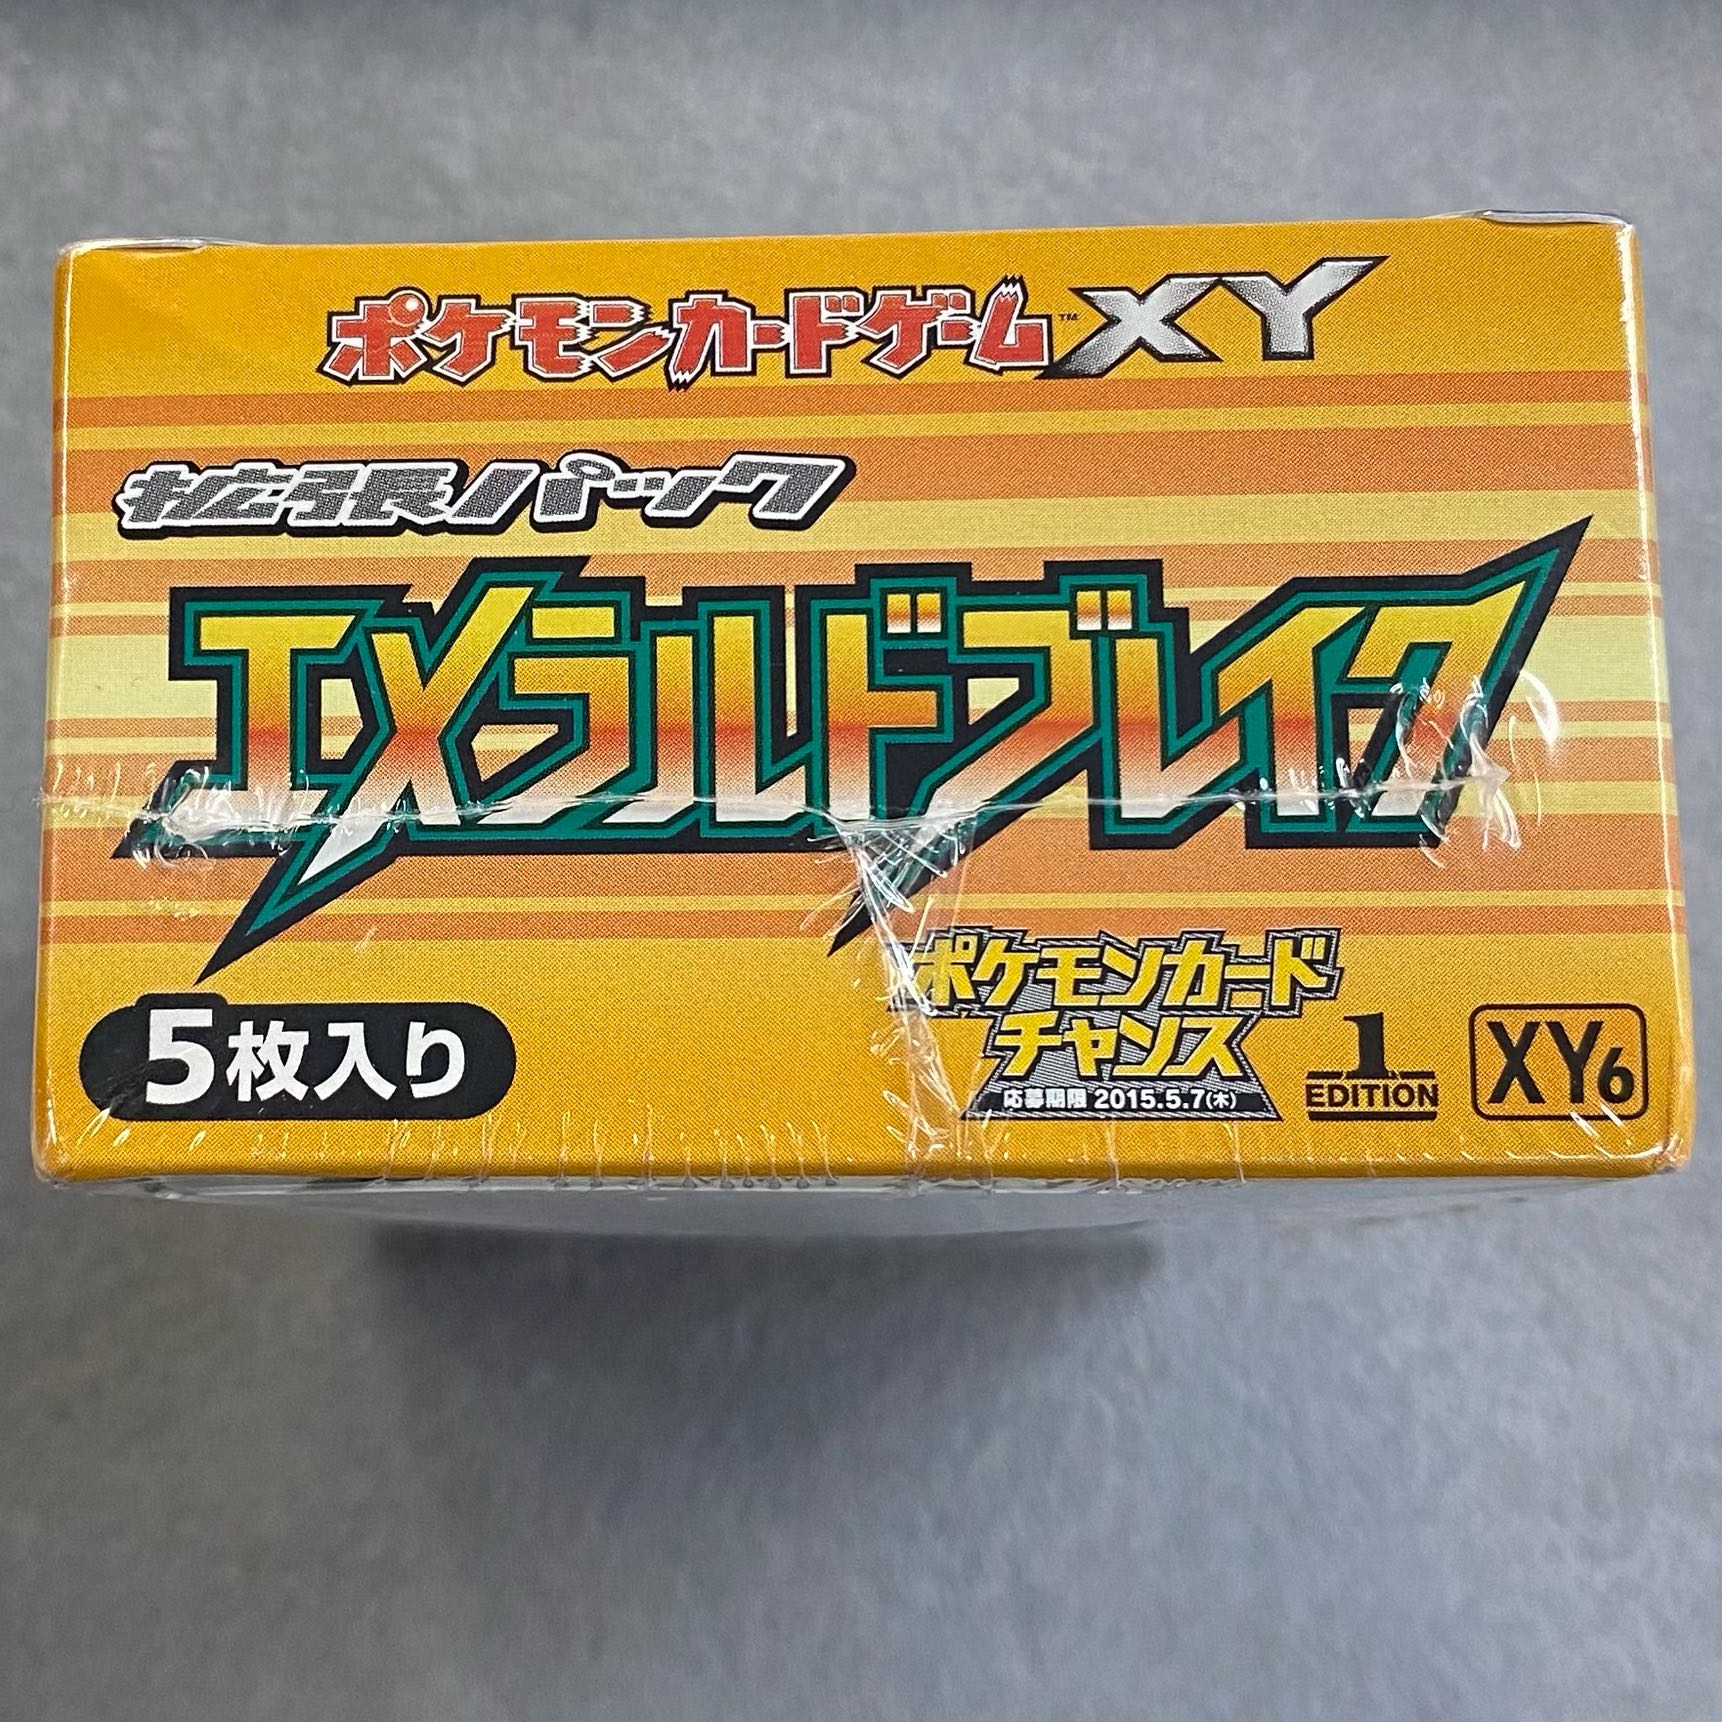 ポケモンカードゲーム™XY
拡張パック
エメラルドブレイク
5枚入り
ポケモンカード
チャンス
応募期限 2015.5.7(木)
1
EDITION
XY6